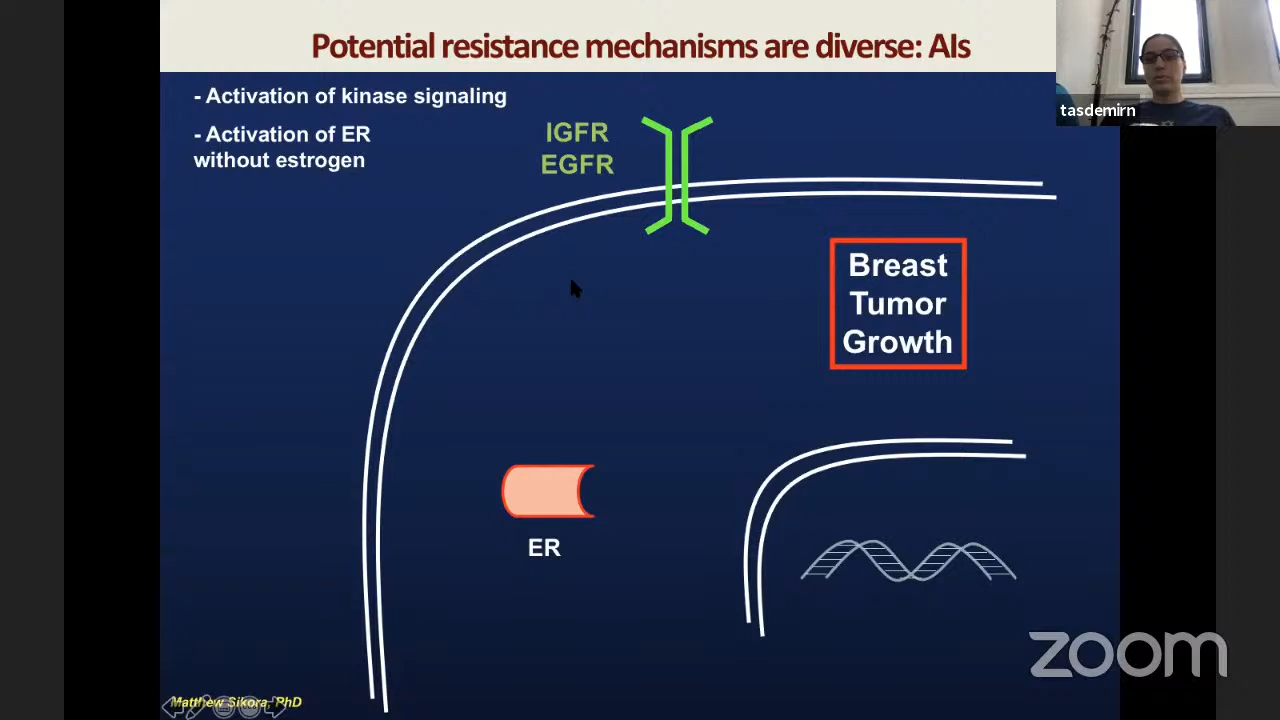 Potential resistance mechanisms are diverse: AIs
tasdemirn
- Activation of kinase signaling
- Activation of ER
without estrogen
IGFR
EGFR
Breast
Tumor
Growth
ER
zoom
Matthew Sikora, PhD